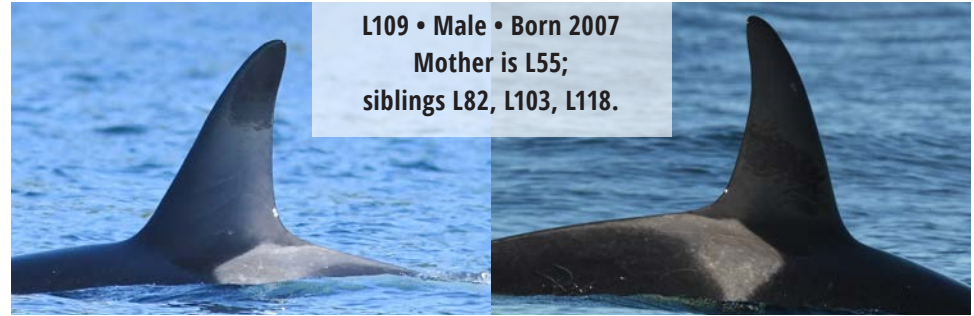 L109 • Male • Born 2007
Mother is L55;
siblings L82, L103, L118.